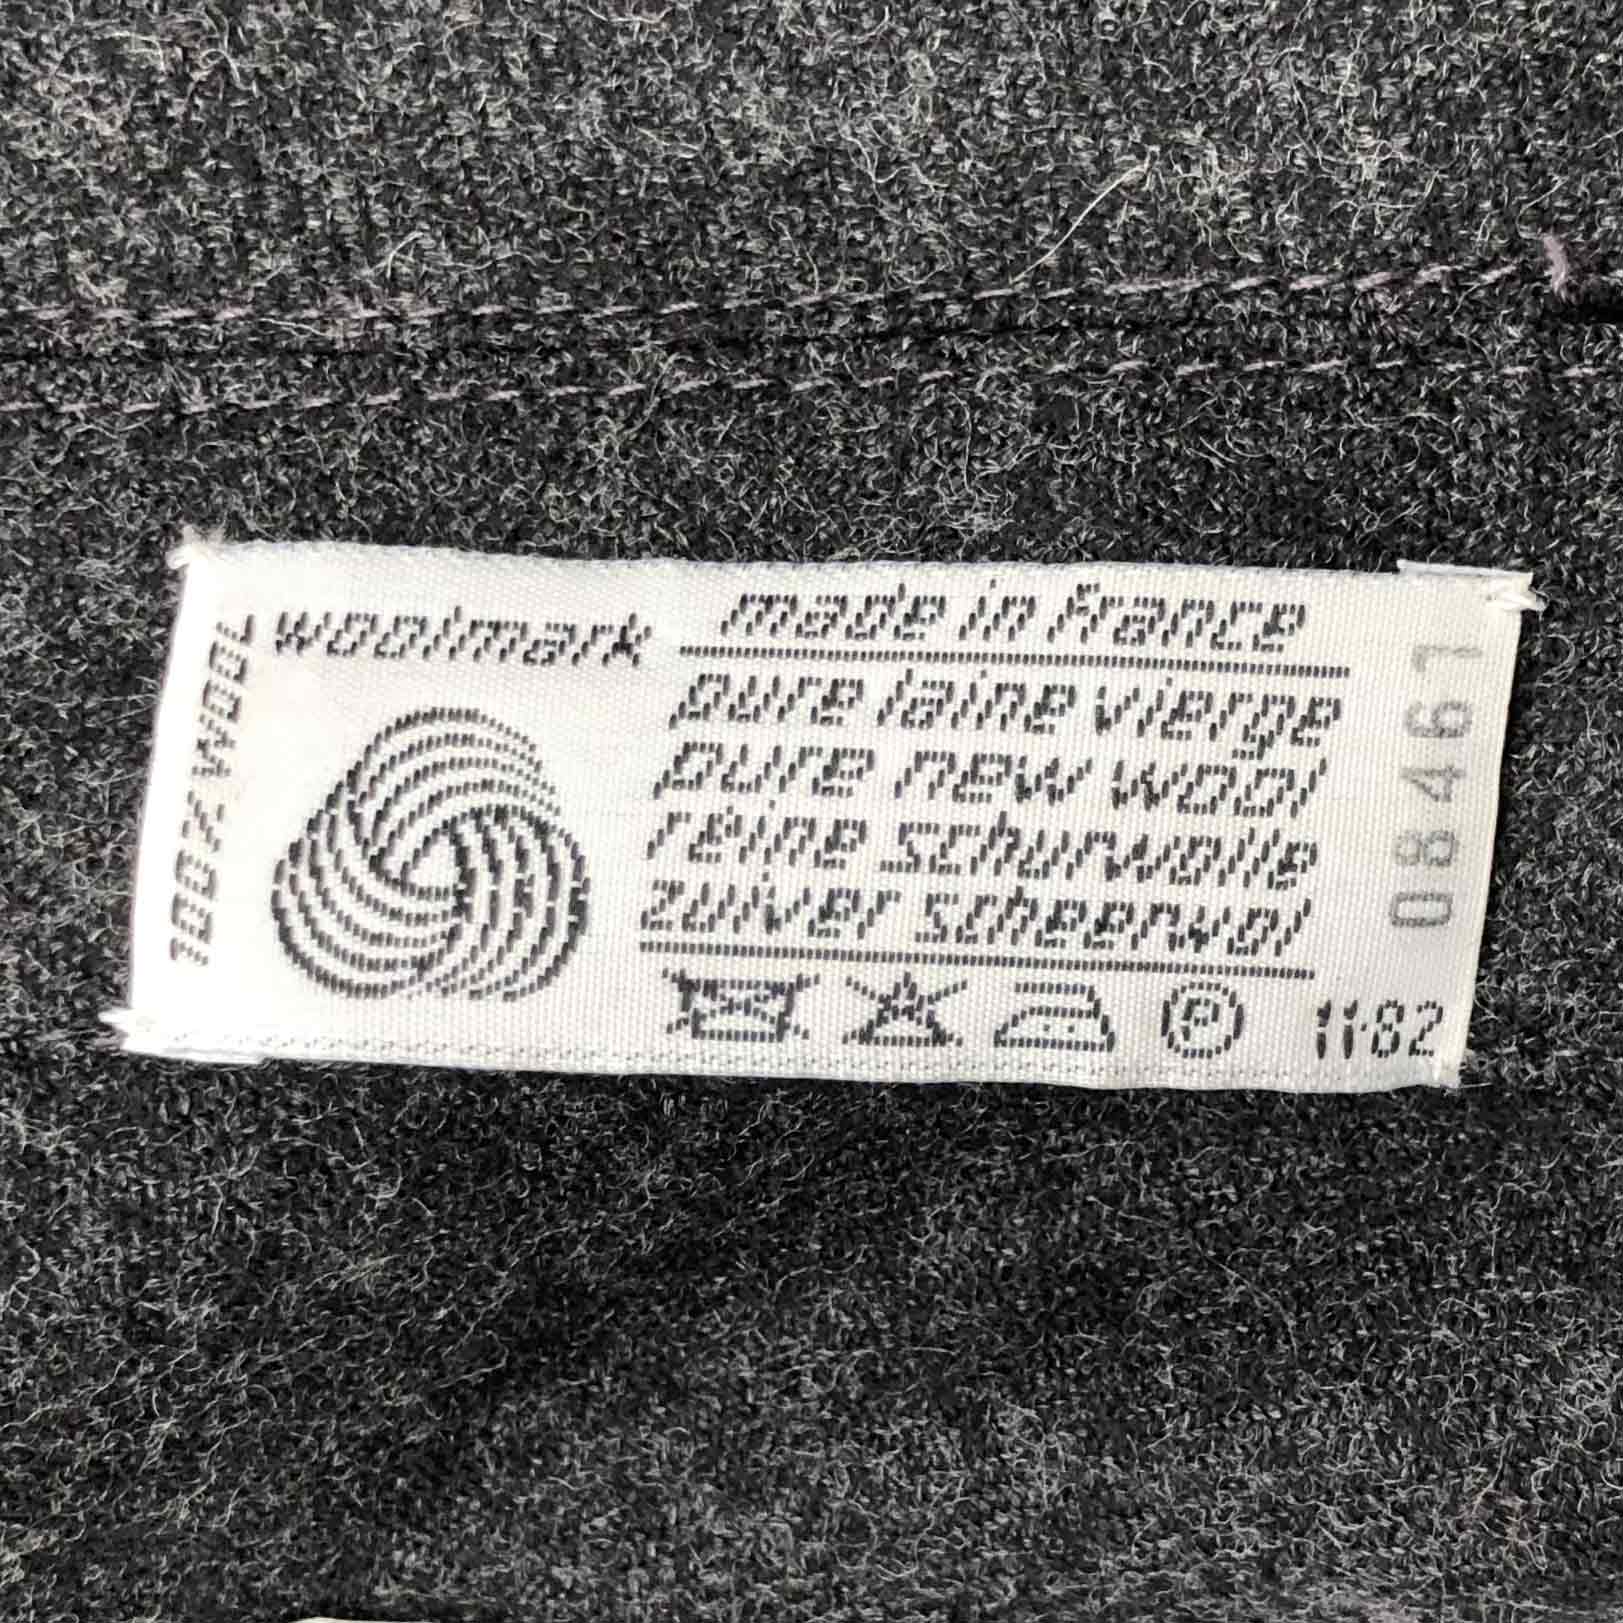 100% WOOL
woolmark
made in France
pure laine vierge
pure new wool
reine schurwolle
zuiver scheerwol
P
11·82
08461